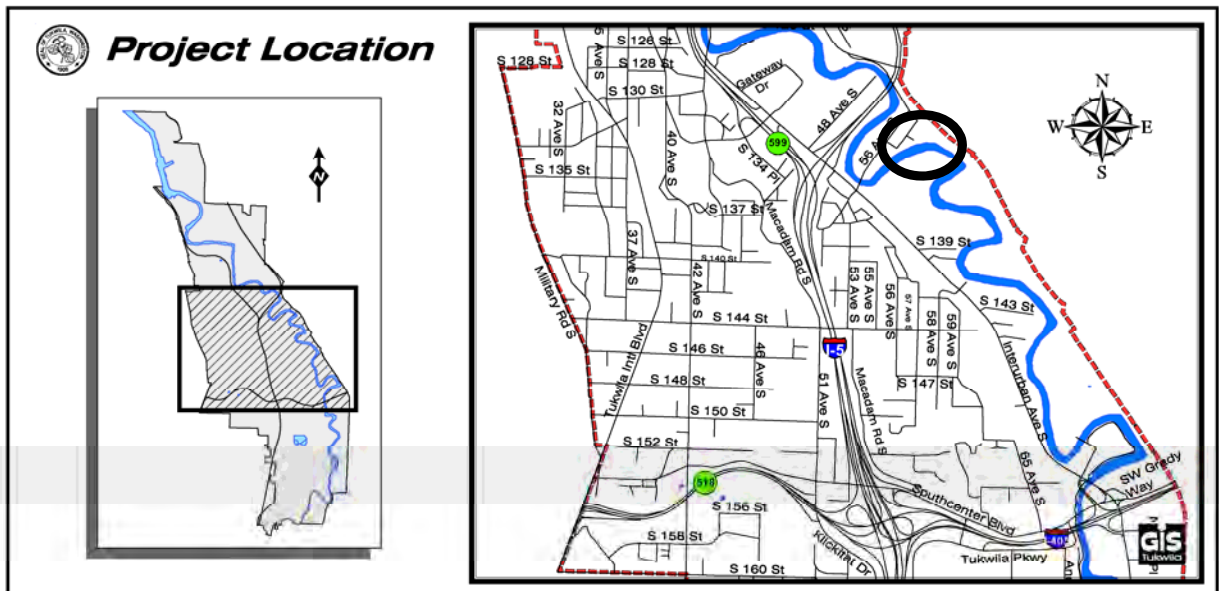 Project Location
N
S 126 St
S 128 St
S 128 St
S 130 St
Gateway
Dr
32 Ave S
40 Ave S
48 Ave S
599
S 134 Pl
S 135 St
S 137 St
Macadam Rd S
37 Ave S
S 140 St
42 Ave S
Military Rd S
S 139 St
53 Ave S
55 Ave S
56 Ave S
57 Ave S
58 Ave S
59 Ave S
S 143 St
S 144 St
I-5
S 146 St
46 Ave S
S 147 St
S 148 St
Tukwila Intl Blvd
51 Ave S
Macadam Rd S
Interurban Ave S
S 150 St
S 152 St
65 Ave S
SW Grady
Way
518
S 156 St
Southcenter Blvd
S 158 St
Klickitat Dr
Tukwila Pkwy
S 160 St
N
W
E
S
GIS
Tukwila